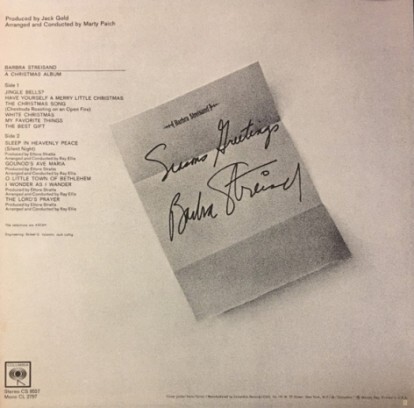 Produced by Jack Gold
Arranged and Conducted by Marty Paich
BARBRA STREISAND
A CHRISTMAS ALBUM
Side 1
JINGLE BELLS?
HAVE YOURSELF A MERRY LITTLE CHRISTMAS
THE CHRISTMAS SONG
(Chestnuts Roasting on an Open Fire)
WHITE CHRISTMAS
MY FAVORITE THINGS
THE BEST GIFT
Side 2
SLEEP IN HEAVENLY PEACE
(Silent Night)
Produced by Ettore Stratta
Arranged and Conducted by Ray Ellis
GOUNOD'S AVE MARIA
Produced by Ettore Stratta
Arranged and Conducted by Ray Ellis
O LITTLE TOWN OF BETHLEHEM
I WONDER AS I WANDER
Produced by Ettore Stratta
Arranged and Conducted by Ray Ellis
THE LORD'S PRAYER
Produced by Ettore Stratta
Arranged and Conducted by Ray Ellis
Barbra Streisand
Seasons Greetings
Barbra Streisand
Stereo CS 9557
Mono CL 2757